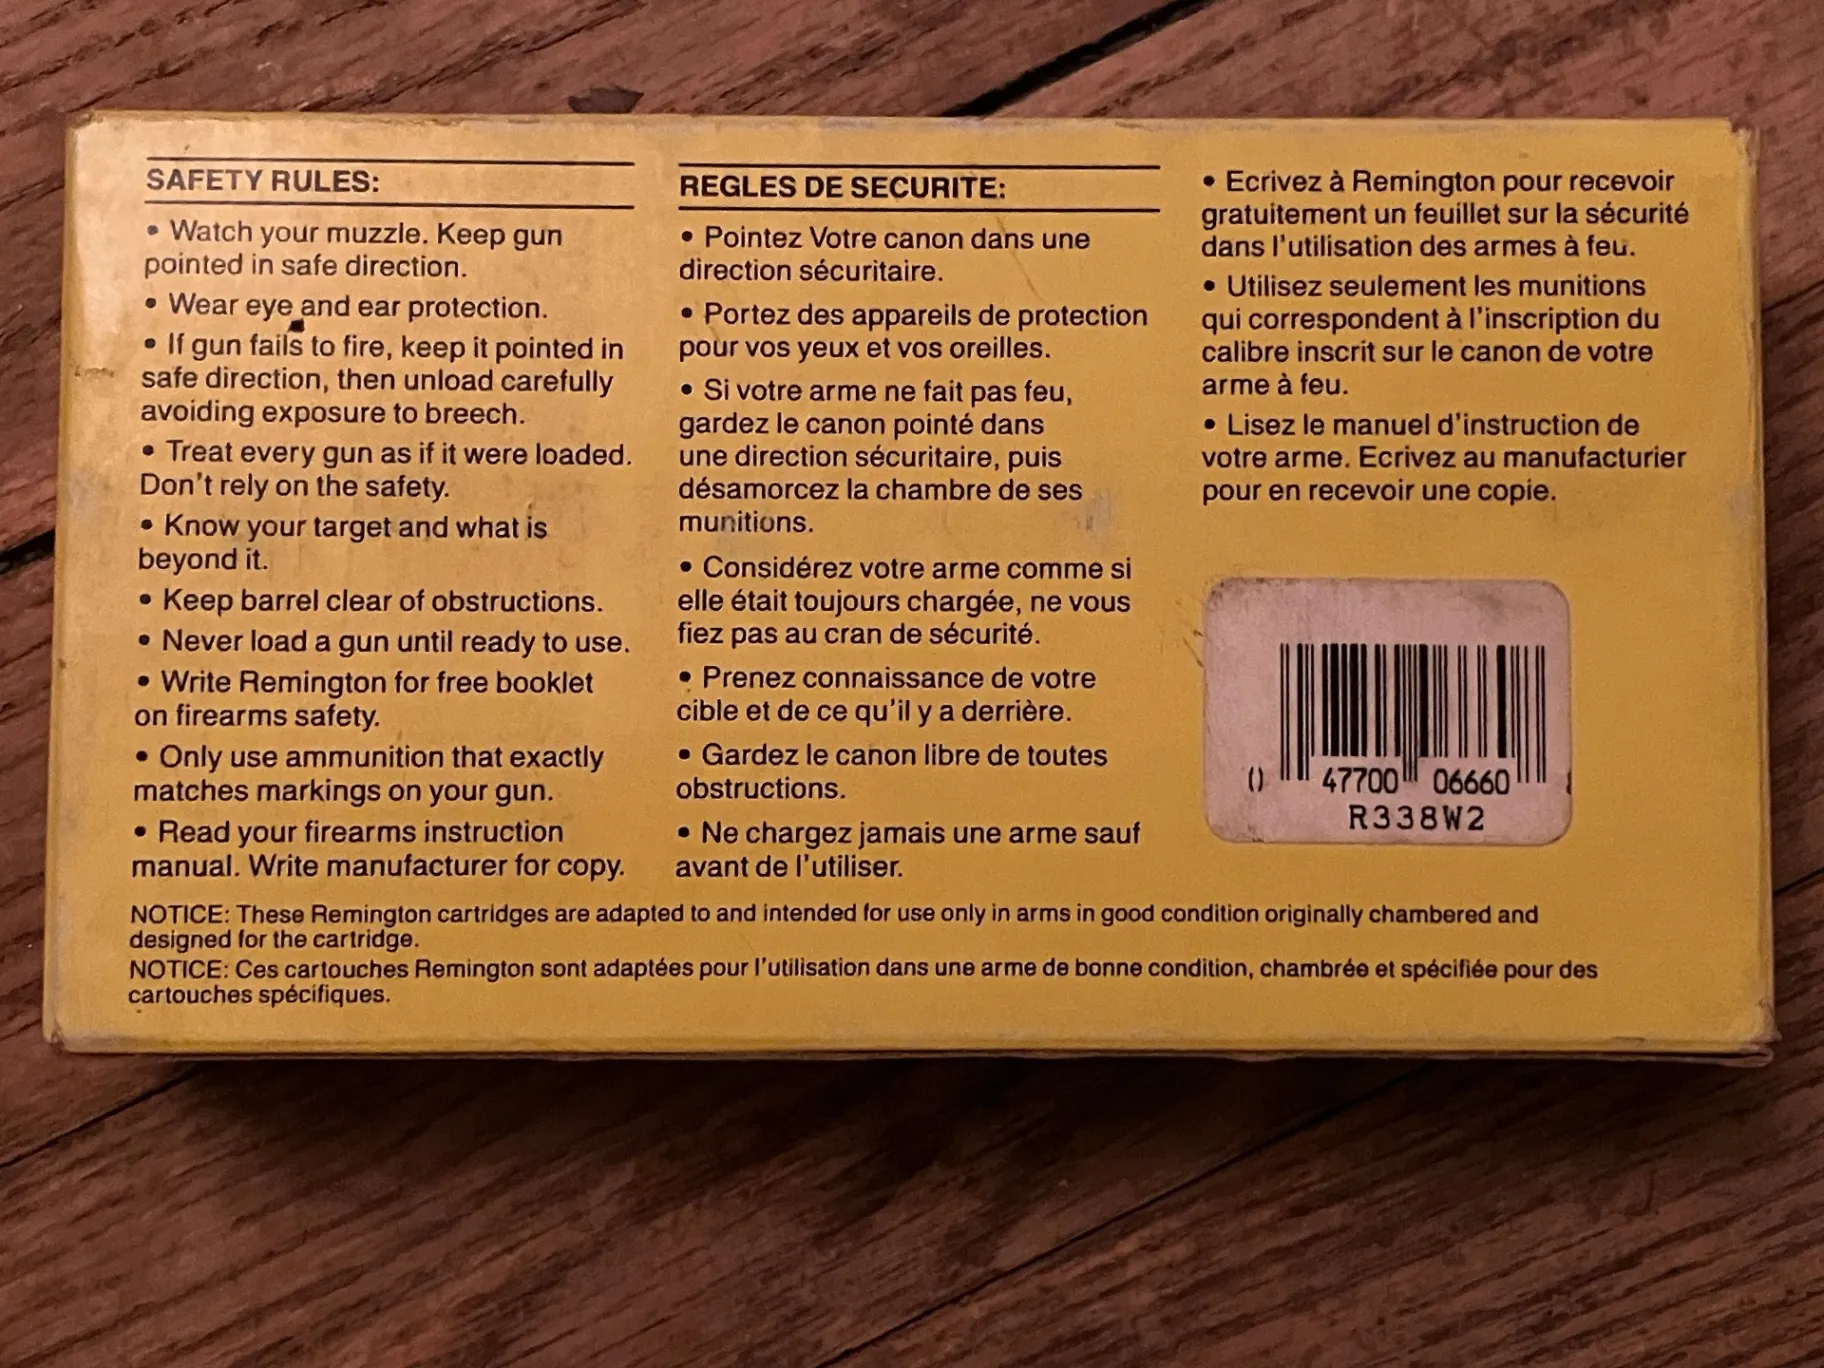 SAFETY RULES:
• Watch your muzzle. Keep gun
pointed in safe direction.
• Wear eye and ear protection.
• If gun fails to fire, keep it pointed in
safe direction, then unload carefully
avoiding exposure to breech.
• Treat every gun as if it were loaded.
Don't rely on the safety.
• Know your target and what is
beyond it.
• Keep barrel clear of obstructions.
• Never load a gun until ready to use.
• Write Remington for free booklet
on firearms safety.
• Only use ammunition that exactly
matches markings on your gun.
• Read your firearms instruction
manual. Write manufacturer for copy.
REGLES DE SECURITE:
• Pointez Votre canon dans une
direction sécuritaire.
• Portez des appareils de protection
pour vos yeux et vos oreilles.
• Si votre arme ne fait pas feu,
gardez le canon pointé dans
une direction sécuritaire, puis
désamorcez la chambre de ses
munitions.
• Considérez votre arme comme si
elle était toujours chargée, ne vous
fiez pas au cran de sécurité.
• Prenez connaissance de votre
cible et de ce qu'il y a derrière.
• Gardez le canon libre de toutes
obstructions.
• Ne chargez jamais une arme sauf
avant de l'utiliser.
• Ecrivez à Remington pour recevoir
gratuitement un feuillet sur la sécurité
dans l'utilisation des armes à feu.
• Utilisez seulement les munitions
qui correspondent à l'inscription du
calibre inscrit sur le canon de votre
arme à feu.
• Lisez le manuel d'instruction de
votre arme. Ecrivez au manufacturier
pour en recevoir une copie.
0 47700 06660
R338W2
NOTICE: These Remington cartridges are adapted to and intended for use only in arms in good condition originally chambered and
designed for the cartridge.
NOTICE: Ces cartouches Remington sont adaptées pour l'utilisation dans une arme de bonne condition, chambrée et spécifiée pour des
cartouches spécifiques.